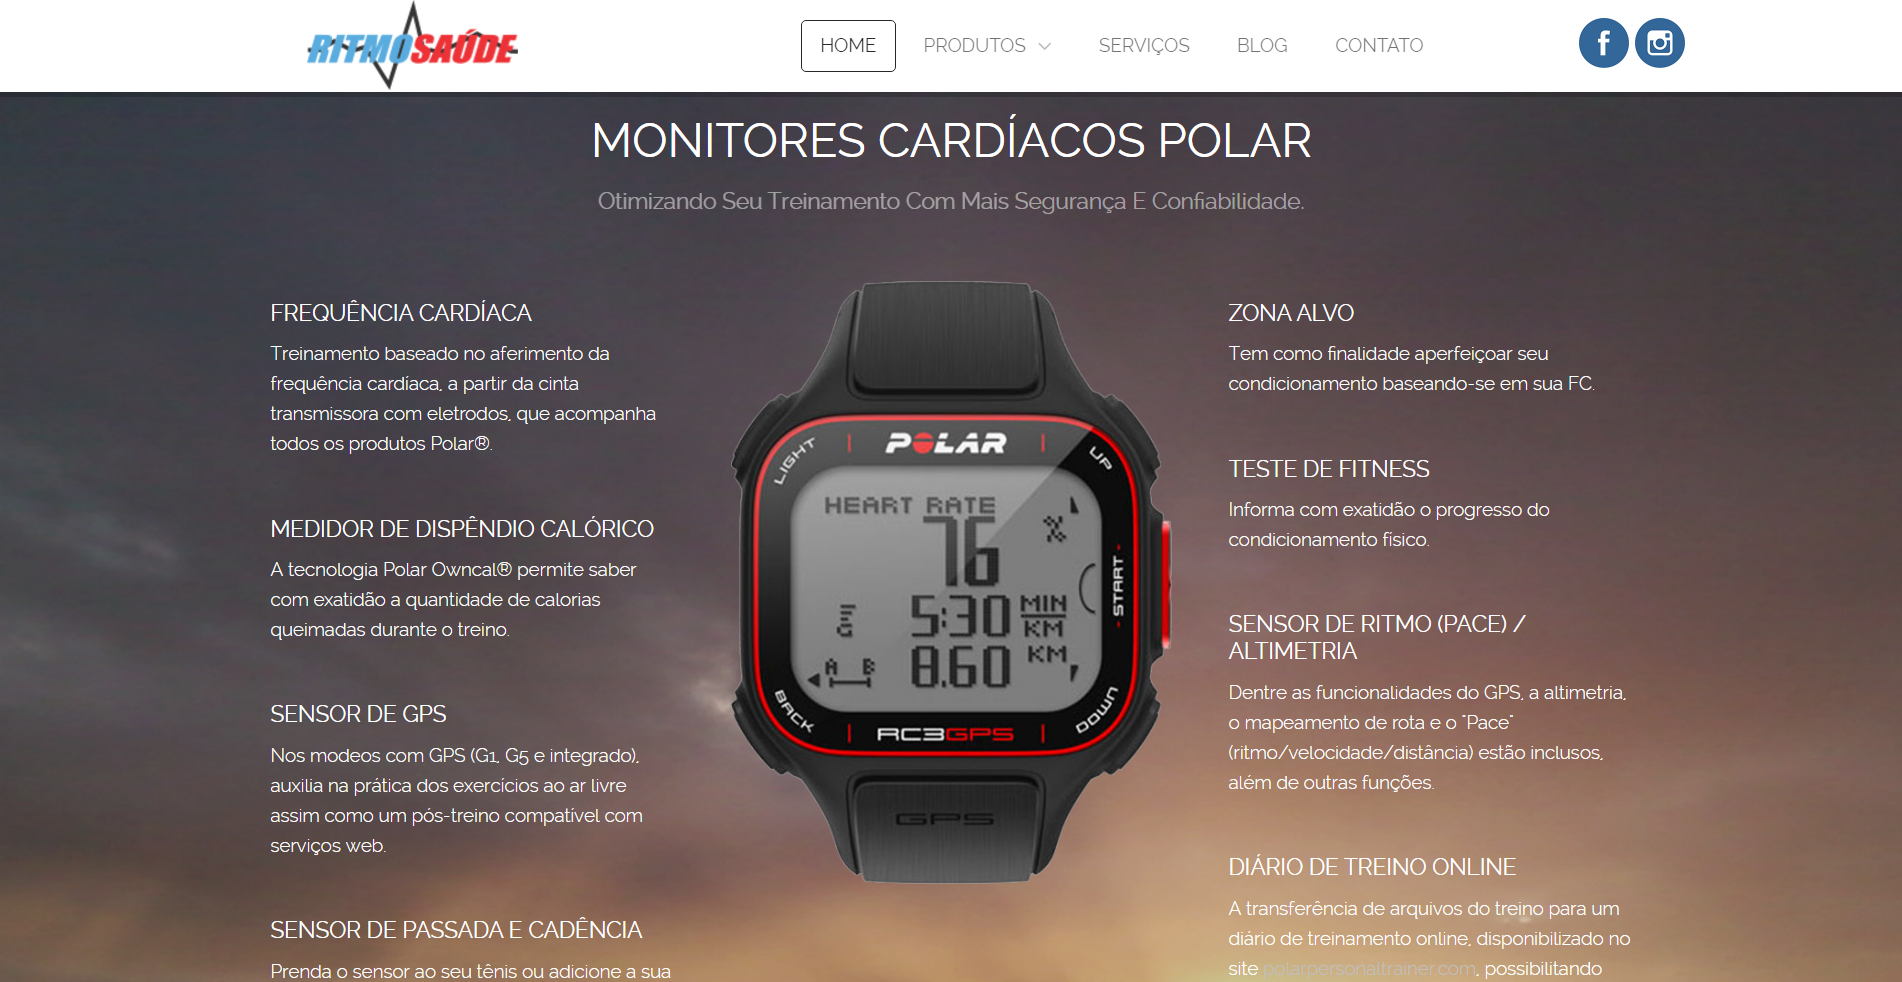 RITMOSAÚDE
HOME
PRODUTOS
SERVIÇOS
BLOG
CONTATO
MONITORES CARDÍACOS POLAR
Otimizando Seu Treinamento Com Mais Segurança E Confiabilidade.
FREQUÊNCIA CARDÍACA
Treinamento baseado no aferimento da
frequência cardíaca, a partir da cinta
transmissora com eletrodos, que acompanha
todos os produtos Polar®.
MEDIDOR DE DISPÊNDIO CALÓRICO
A tecnologia Polar Owncal® permite saber
com exatidão a quantidade de calorias
queimadas durante o treino.
SENSOR DE GPS
Nos modeos com GPS (G1, G5 e integrado),
auxilia na prática dos exercícios ao ar livre
assim como um pós-treino compatível com
serviços web.
SENSOR DE PASSADA E CADÊNCIA
Prenda o sensor ao seu tênis ou adicione a sua
LIGHT
POLAR
UP
HEART RATE
76
%
START
5:30 MIN
KM
G
8.60 KM
A B
BACK
DOWN
RC3GPS
GPS
ZONA ALVO
Tem como finalidade aperfeiçoar seu
condicionamento baseando-se em sua FC.
TESTE DE FITNESS
Informa com exatidão o progresso do
condicionamento físico.
SENSOR DE RITMO (PACE) /
ALTIMETRIA
Dentre as funcionalidades do GPS, a altimetria,
o mapeamento de rota e o "Pace"
(ritmo/velocidade/distância) estão inclusos,
além de outras funções.
DIÁRIO DE TREINO ONLINE
A transferência de arquivos do treino para um
diário de treinamento online, disponibilizado no
site polarpersonaltrainer.com, possibilitando